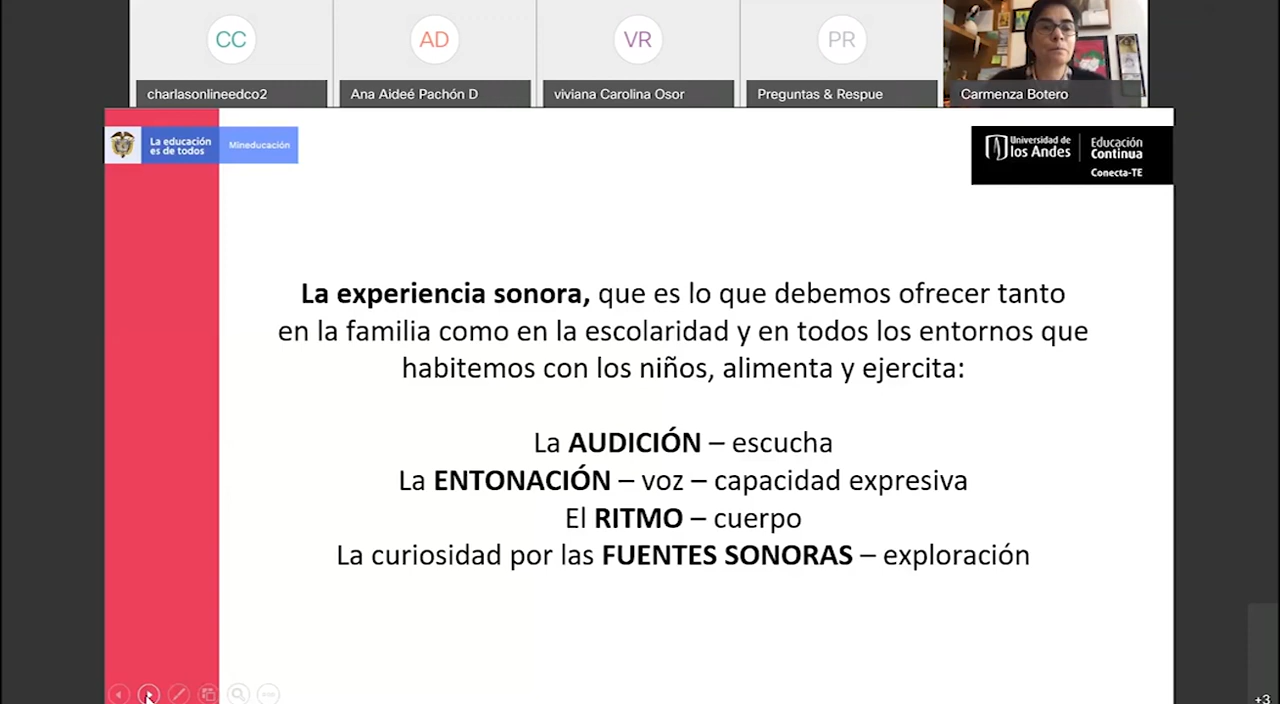 CC
AD
VR
PR
charlasonlineedco2
Ana Aideé Pachón D
viviana Carolina Osor
Preguntas & Respue
Carmenza Botero
La educación
es de todos
Mineducación
Universidad de
los Andes
Educación
Continua
Conecta-TE
La experiencia sonora, que es lo que debemos ofrecer tanto
en la familia como en la escolaridad y en todos los entornos que
habitemos con los niños, alimenta y ejercita:
La AUDICIÓN – escucha
La ENTONACIÓN – voz – capacidad expresiva
El RITMO – cuerpo
La curiosidad por las FUENTES SONORAS – exploración
+3